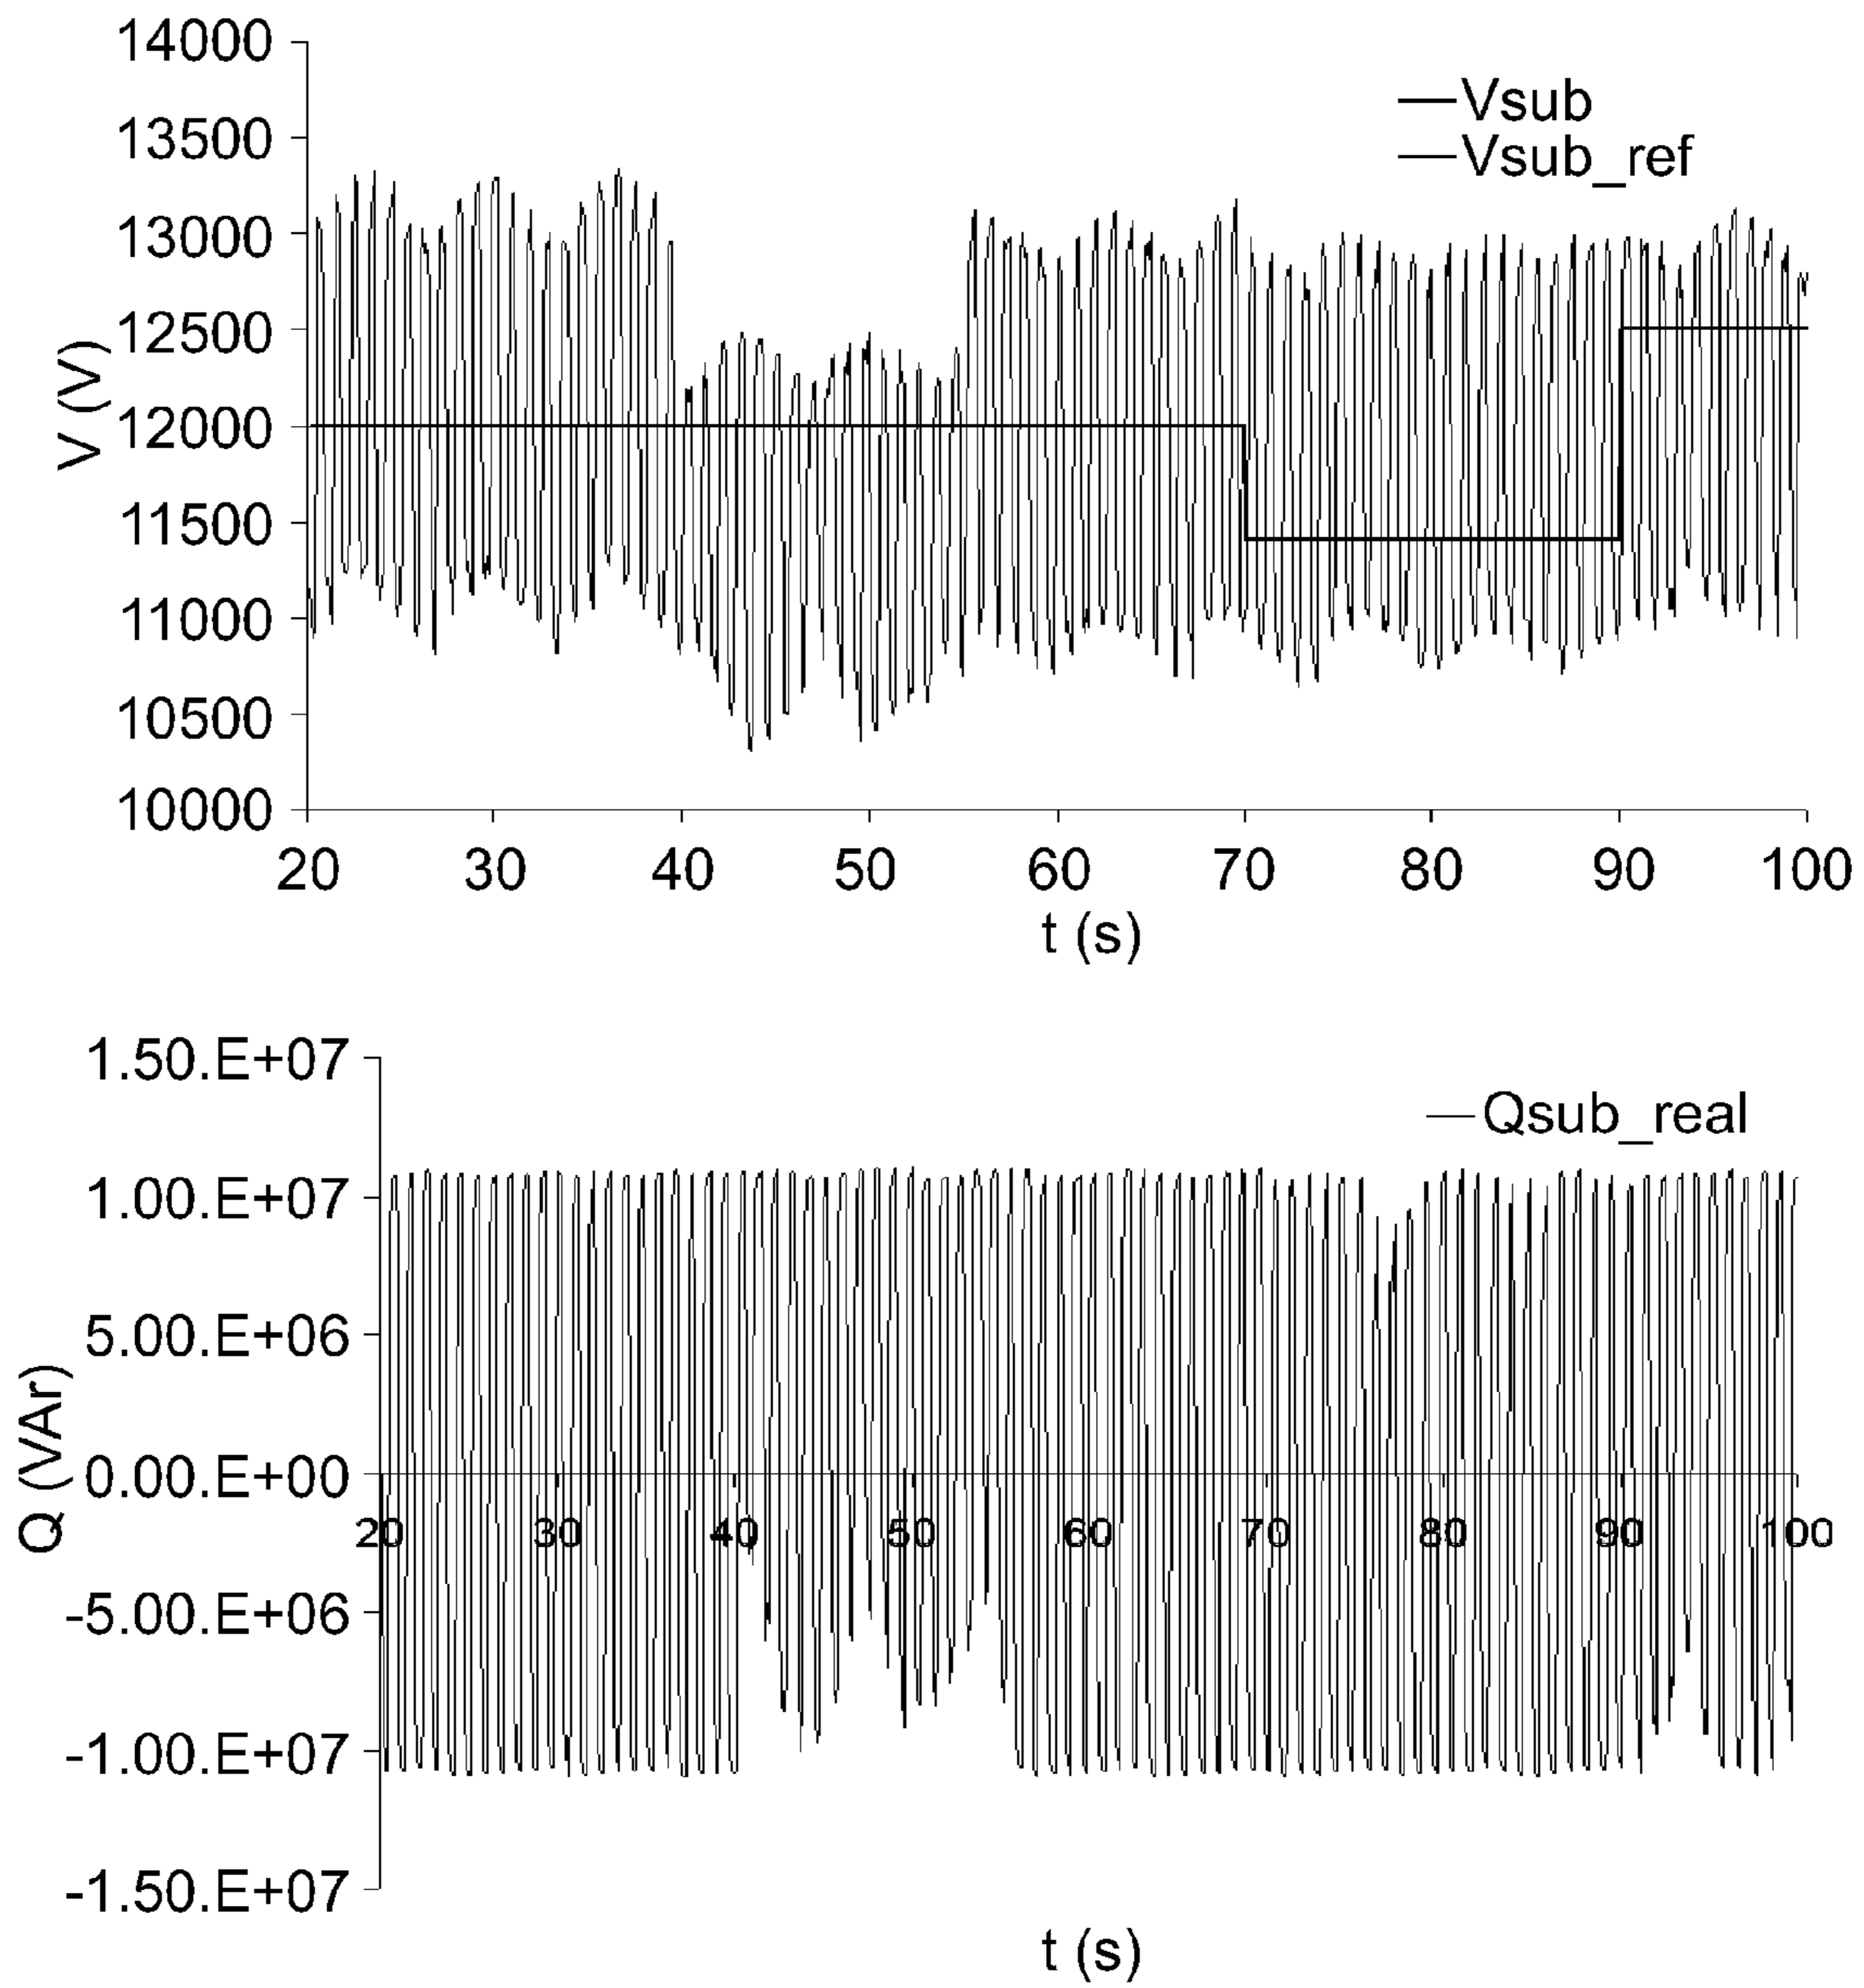 14000
13500
13000
12500
12000
11500
11000
10500
10000
V (V)
Vsub
Vsub_ref
20 30 40 50 60 70 80 90 100
t (s)
1.50.E+07
1.00.E+07
5.00.E+06
0.00.E+00
-5.00.E+06
-1.00.E+07
-1.50.E+07
Q (VAr)
Qsub_real
20 30 40 50 60 70 80 90 100
t (s)